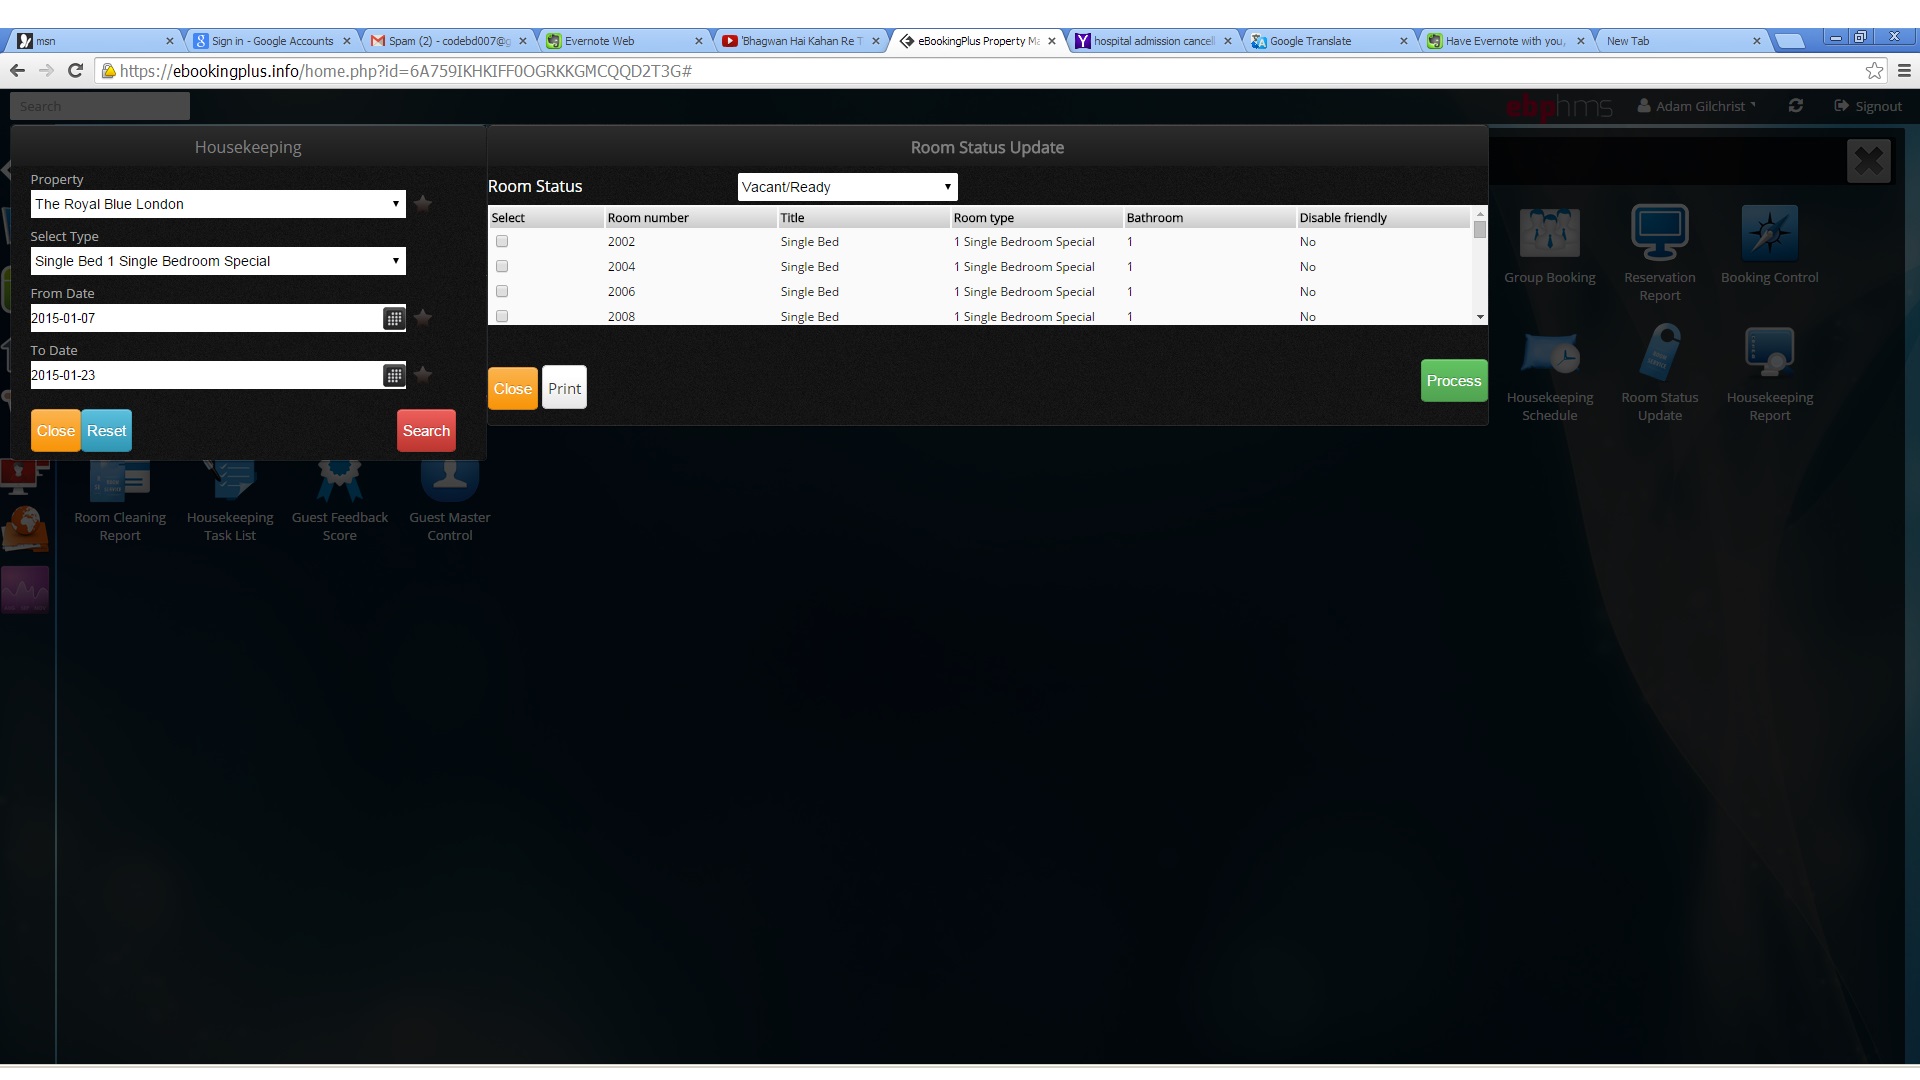 msn
Sign in - Google Accounts
Spam (2) - codebd007@g
Evernote Web
'Bhagwan Hai Kahan Re T
eBookingPlus Property Ma
hospital admission cancell
Google Translate
Have Evernote with you,
New Tab
https://ebookingplus.info/home.php?id=6A759IKHKIFF0OGRKKGMCQQD2T3G#
Search
ebphms
Adam Gilchrist
Signout
Housekeeping
Property
The Royal Blue London
Select Type
Single Bed 1 Single Bedroom Special
From Date
2015-01-07
To Date
2015-01-23
Close Reset Search
Room Status Update
Room Status Vacant/Ready
Select Room number Title Room type Bathroom Disable friendly
2002 Single Bed 1 Single Bedroom Special 1 No
2004 Single Bed 1 Single Bedroom Special 1 No
2006 Single Bed 1 Single Bedroom Special 1 No
2008 Single Bed 1 Single Bedroom Special 1 No
Close Print Process
Group Booking
Reservation
Report
Booking Control
Housekeeping
Schedule
Room Status
Update
Housekeeping
Report
Room Cleaning
Report
Housekeeping
Task List
Guest Feedback
Score
Guest Master
Control